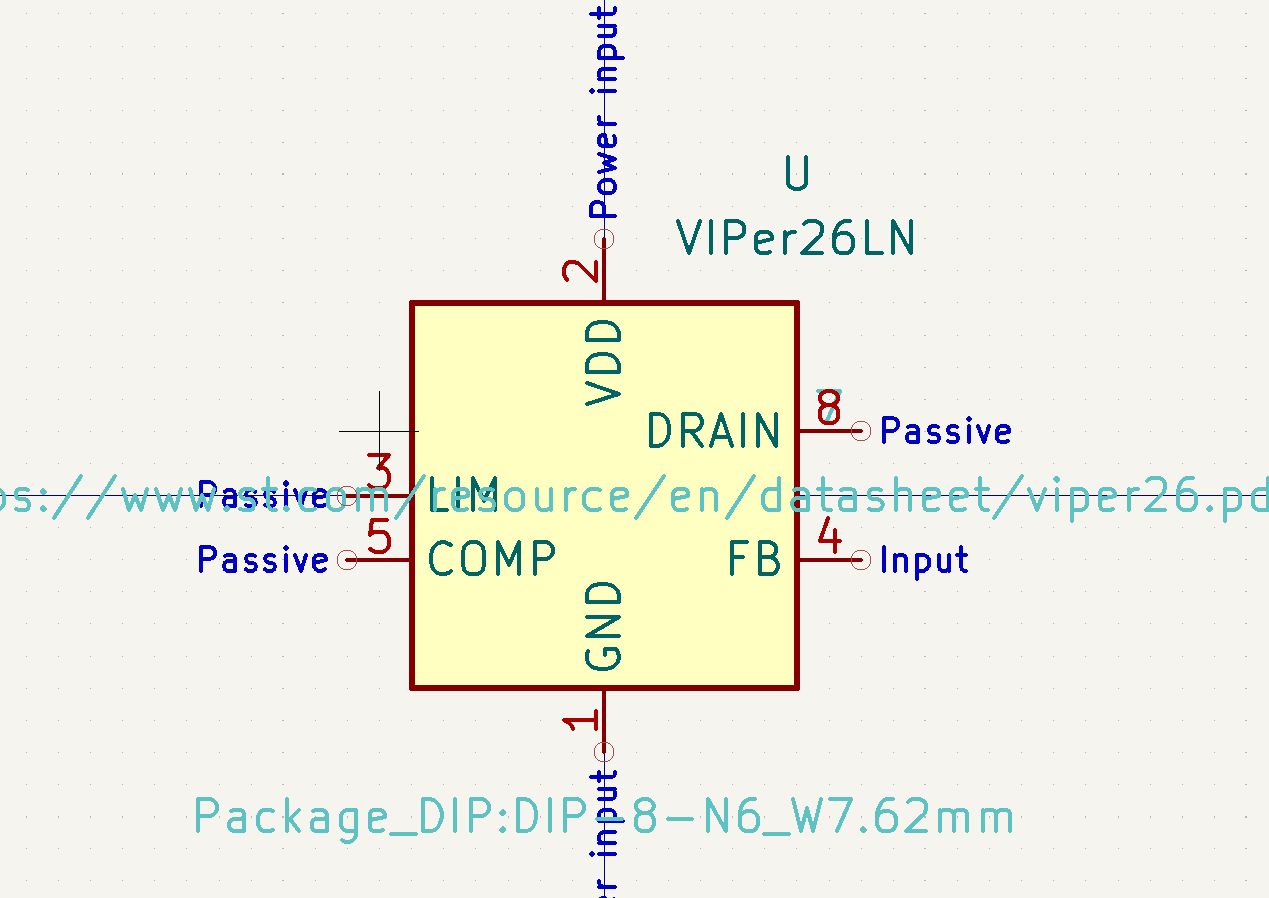 Power input
U
VIPer26LN
2
VDD
DRAIN
7
8
Passive
3
Passive
LIM
ps://www.st.com/resource/en/datasheet/viper26.pd
5
Passive
COMP
FB
4
Input
GND
1
er input
Package_DIP:DIP-8-N6_W7.62mm